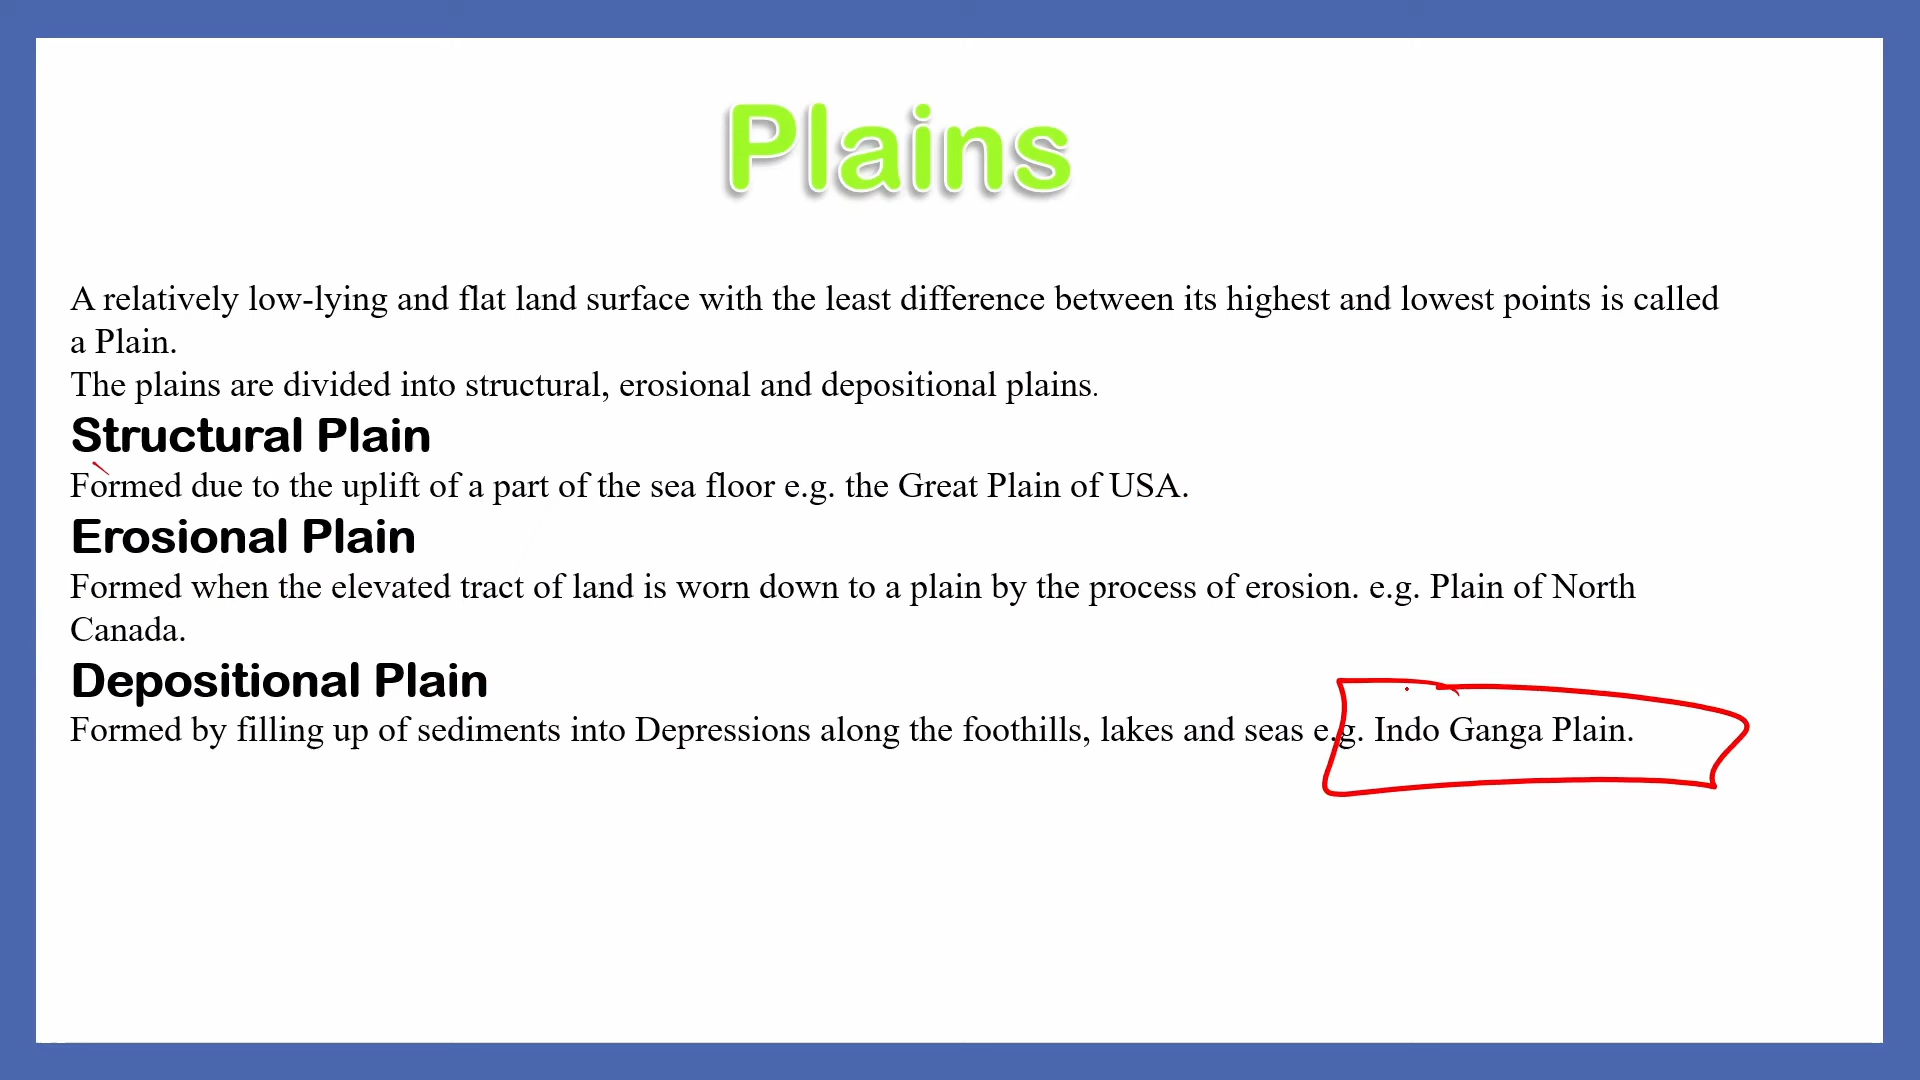 Plains
A relatively low-lying and flat land surface with the least difference between its highest and lowest points is called
a Plain.
The plains are divided into structural, erosional and depositional plains.
Structural Plain
Formed due to the uplift of a part of the sea floor e.g. the Great Plain of USA.
Erosional Plain
Formed when the elevated tract of land is worn down to a plain by the process of erosion. e.g. Plain of North
Canada.
Depositional Plain
Formed by filling up of sediments into Depressions along the foothills, lakes and seas e.g. Indo Ganga Plain.